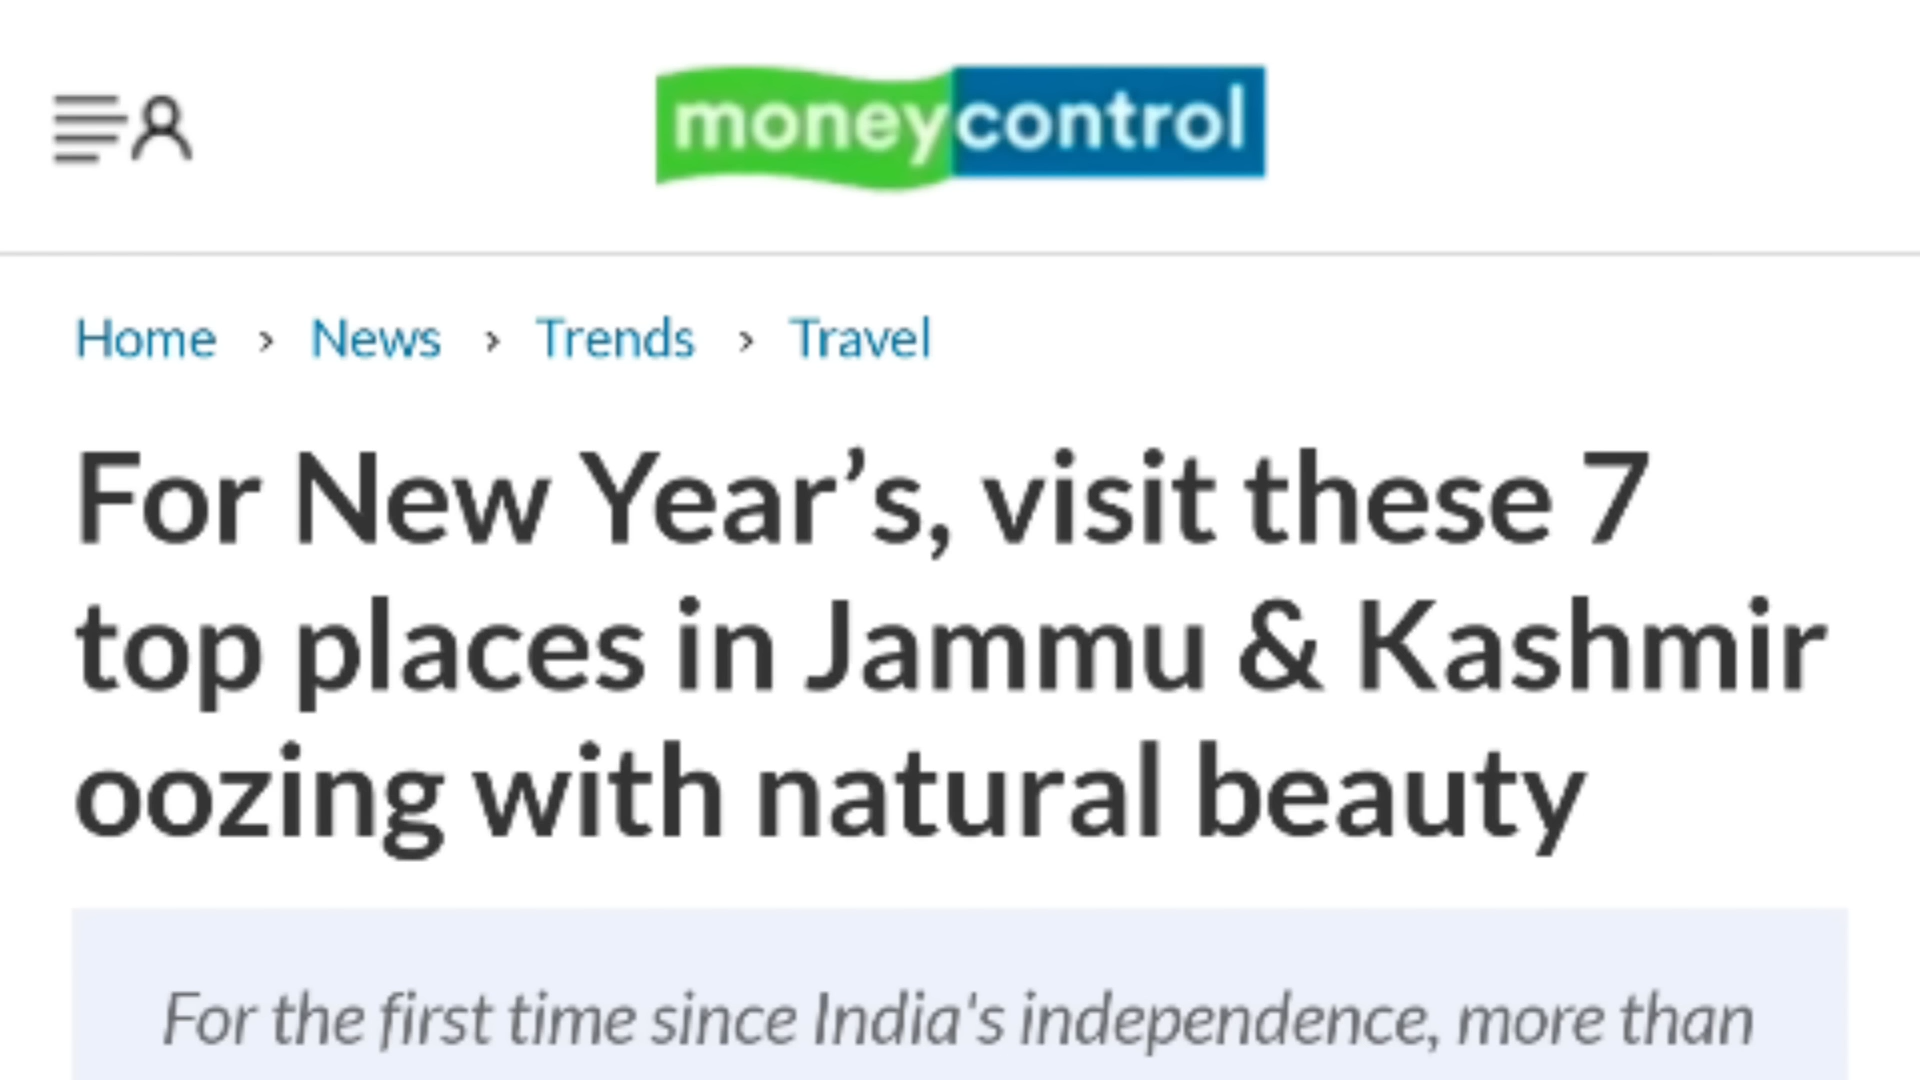 moneycontrol
Home › News › Trends › Travel
For New Year’s, visit these 7
top places in Jammu & Kashmir
oozing with natural beauty
For the first time since India's independence, more than